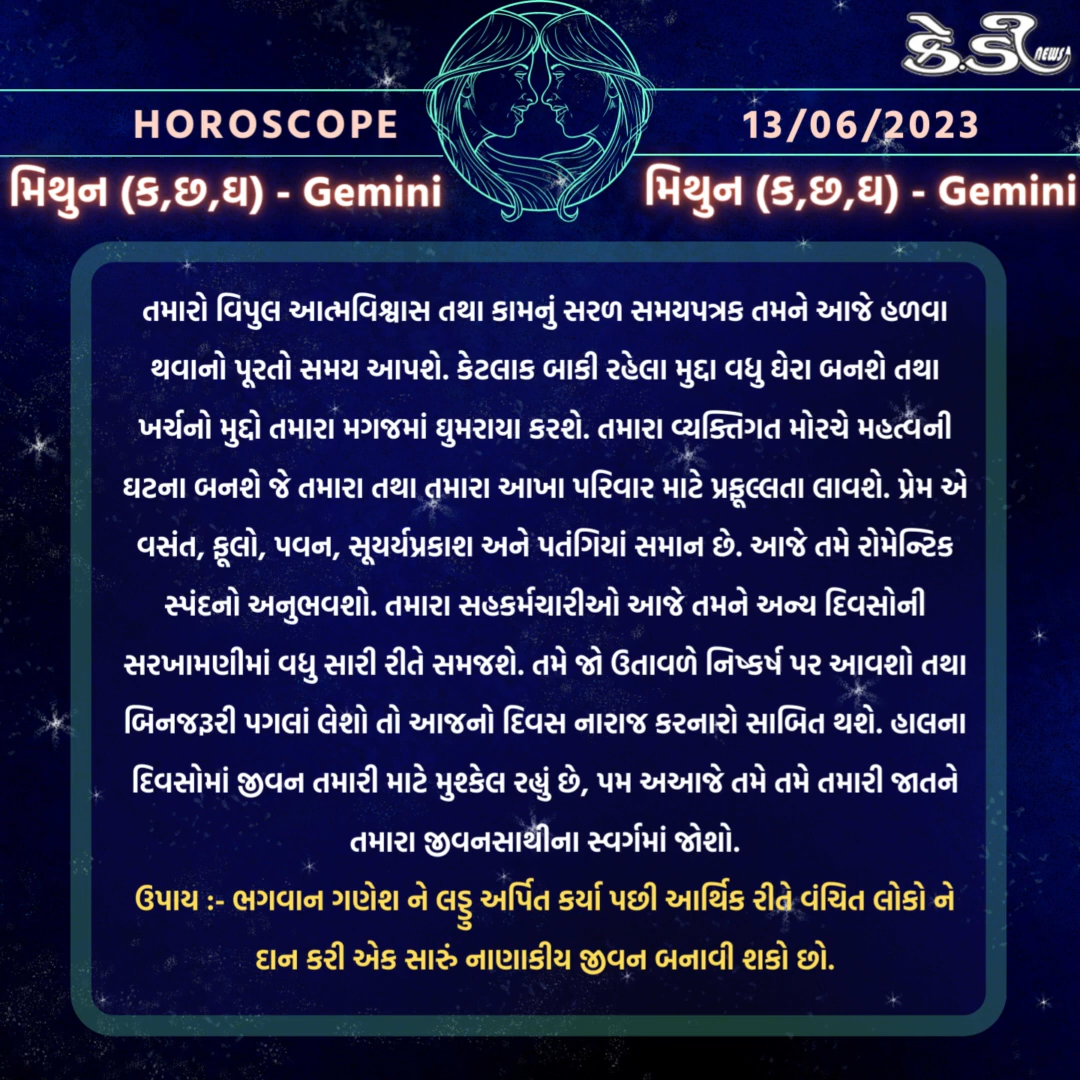 કે.ડી NEWS
HOROSCOPE
13/06/2023
મિથુન (ક,છ,ઘ) - Gemini
મિથુન (ક,છ,ઘ) - Gemini
તમારો વિપુલ આત્મવિશ્વાસ તથા કામનું સરળ સમયપત્રક તમને આજે હળવા
થવાનો પૂરતો સમય આપશે. કેટલાક બાકી રહેલા મુદ્દા વધુ ઘેરા બનશે તથા
ખર્ચનો મુદ્દો તમારા મગજમાં ઘુમરાયા કરશે. તમારા વ્યક્તિગત મોરચે મહત્વની
ઘટના બનશે જે તમારા તથા તમારા આખા પરિવાર માટે પ્રફૂલ્લતા લાવશે. પ્રેમ એ
વસંત, ફૂલો, પવન, સૂયર્યપ્રકાશ અને પતંગિયાં સમાન છે. આજે તમે રોમેન્ટિક
સ્પંદનો અનુભવશો. તમારા સહકર્મચારીઓ આજે તમને અન્ય દિવસોની
સરખામણીમાં વધુ સારી રીતે સમજશે. તમે જો ઉતાવળે નિષ્કર્ષ પર આવશો તથા
બિનજરૂરી પગલાં લેશો તો આજનો દિવસ નારાજ કરનારો સાબિત થશે. હાલના
દિવસોમાં જીવન તમારી માટે મુશ્કેલ રહ્યું છે, પમ અઆજે તમે તમે તમારી જાતને
તમારા જીવનસાથીના સ્વર્ગમાં જોશો.
ઉપાય :- ભગવાન ગણેશ ને લડ્ડુ અર્પિત કર્યા પછી આર્થિક રીતે વંચિત લોકો ને
દાન કરી એક સારું નાણાકીય જીવન બનાવી શકો છો.